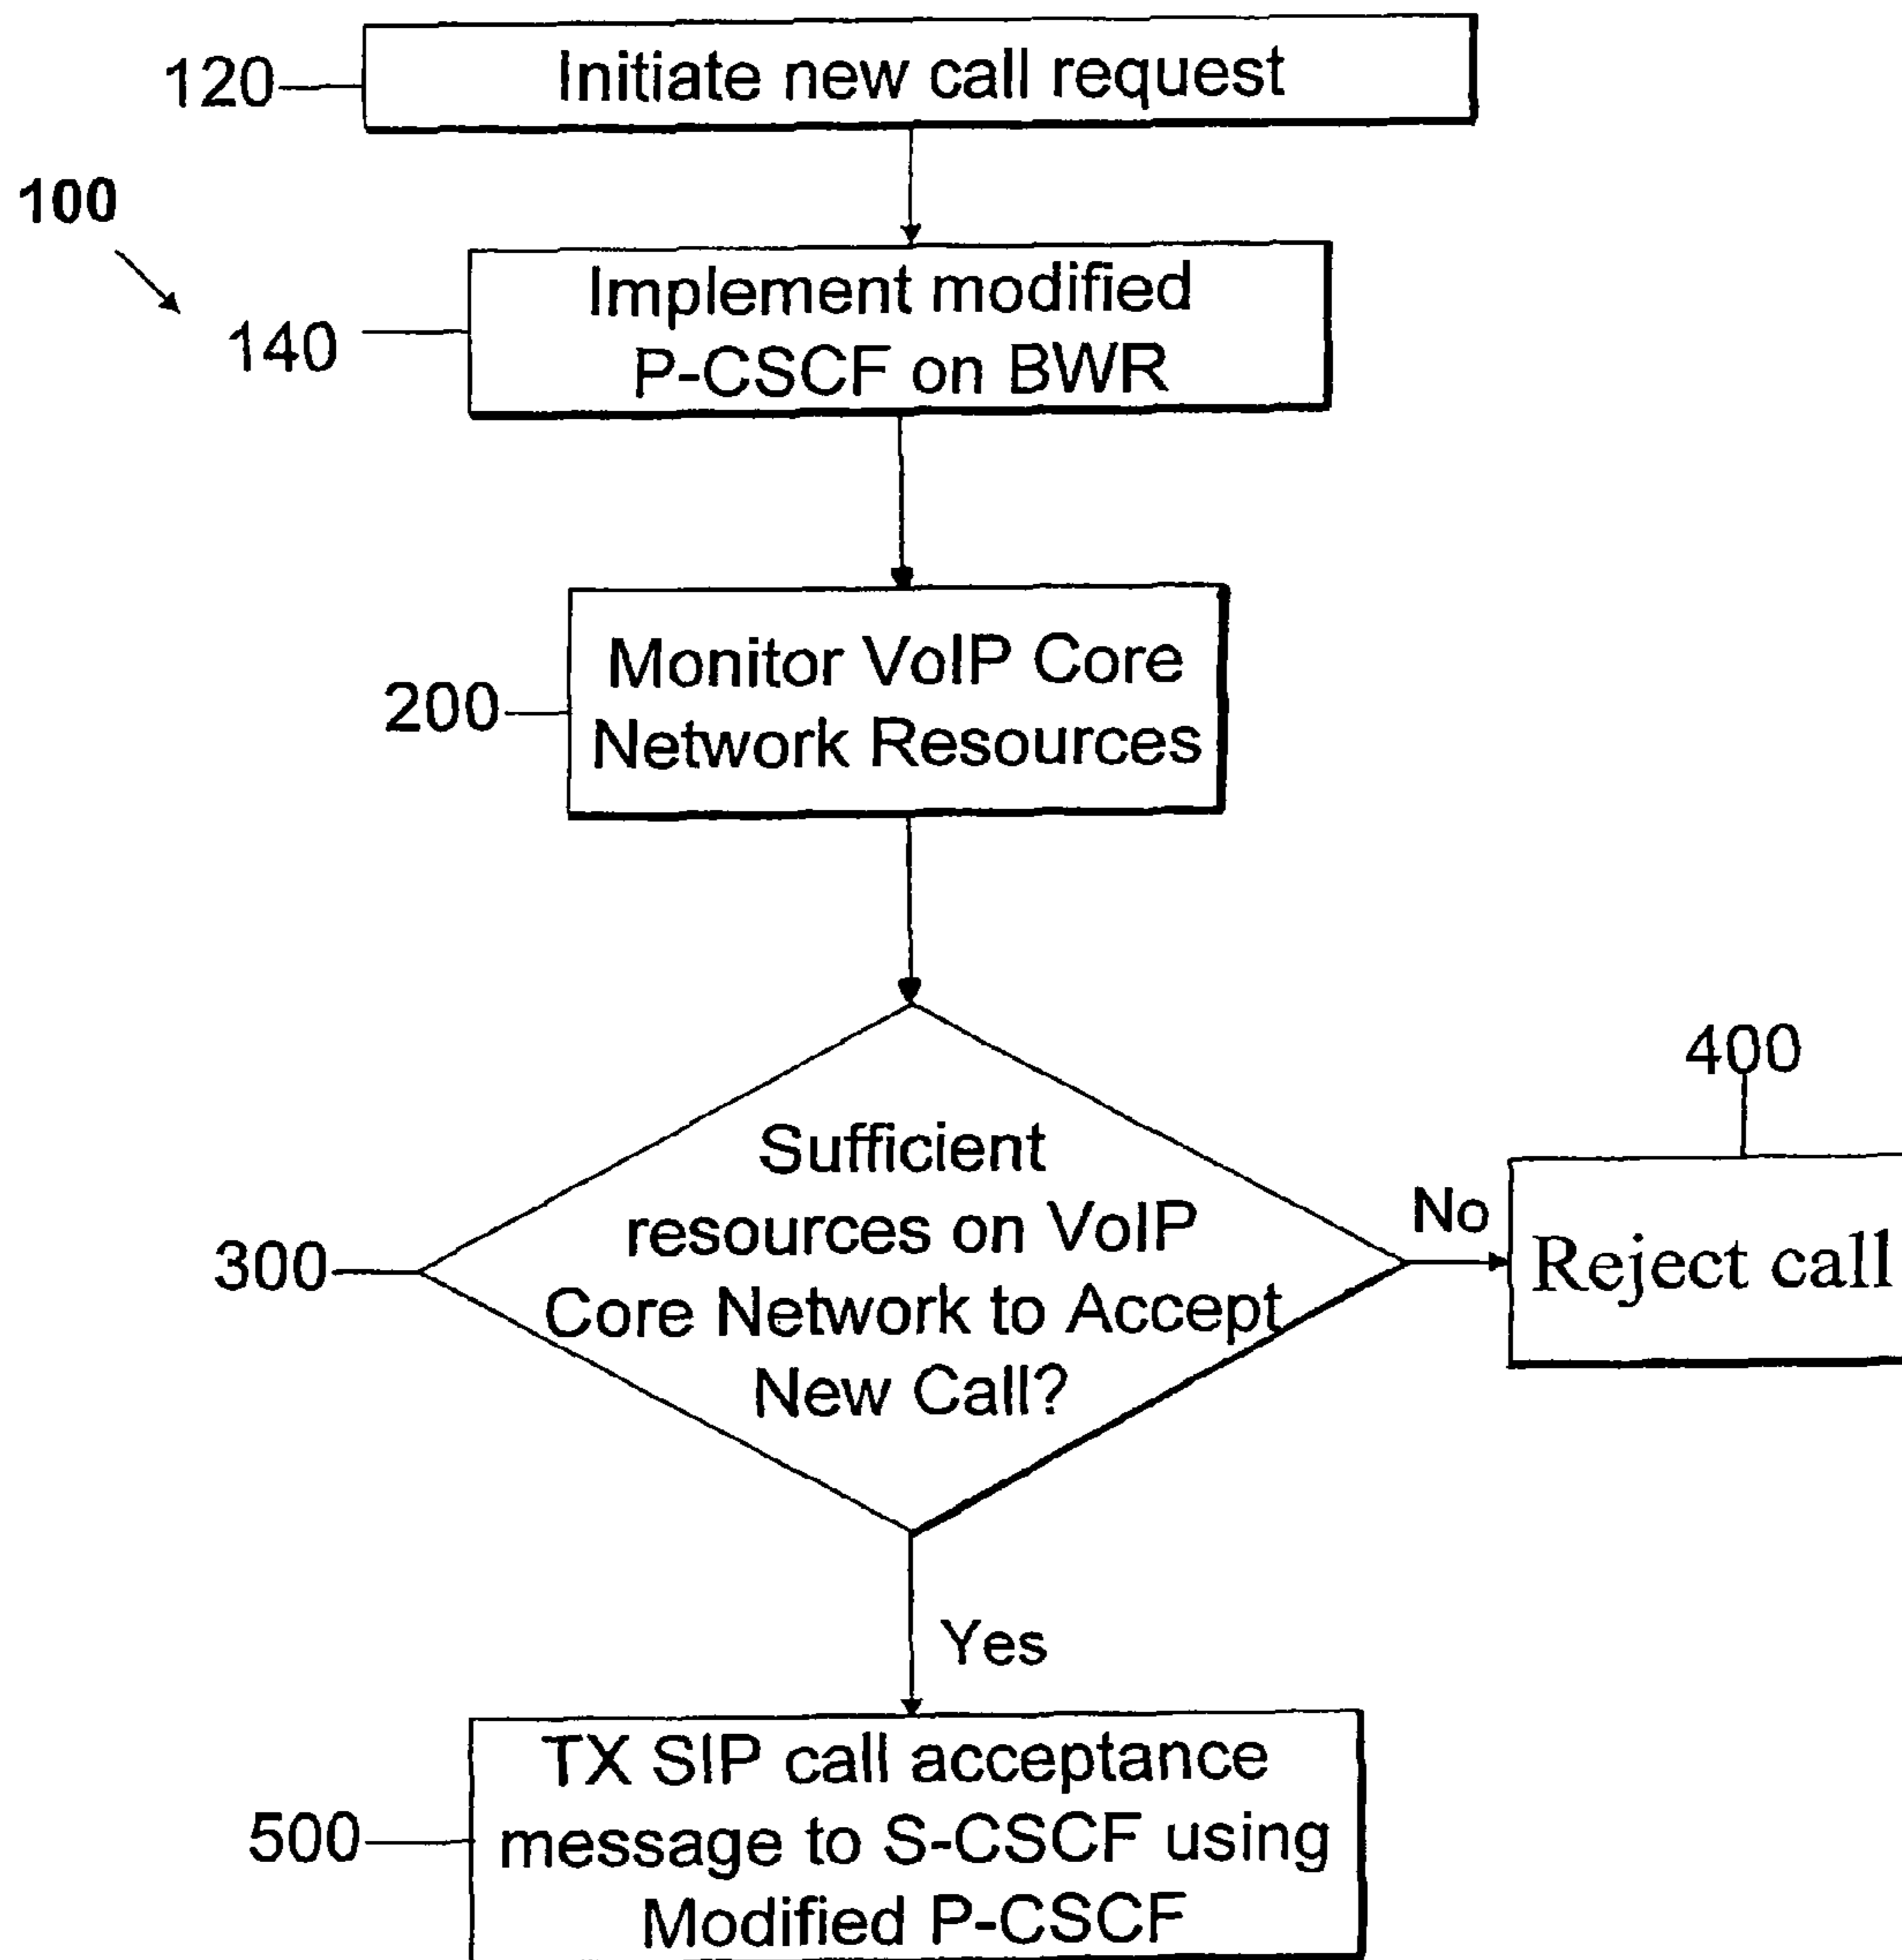 120
Initiate new call request
100
140
Implement modified
P-CSCF on BWR
200
Monitor VoIP Core
Network Resources
300
Sufficient
resources on VoIP
Core Network to Accept
New Call?
No
400
Reject call
Yes
500
TX SIP call acceptance
message to S-CSCF using
Modified P-CSCF